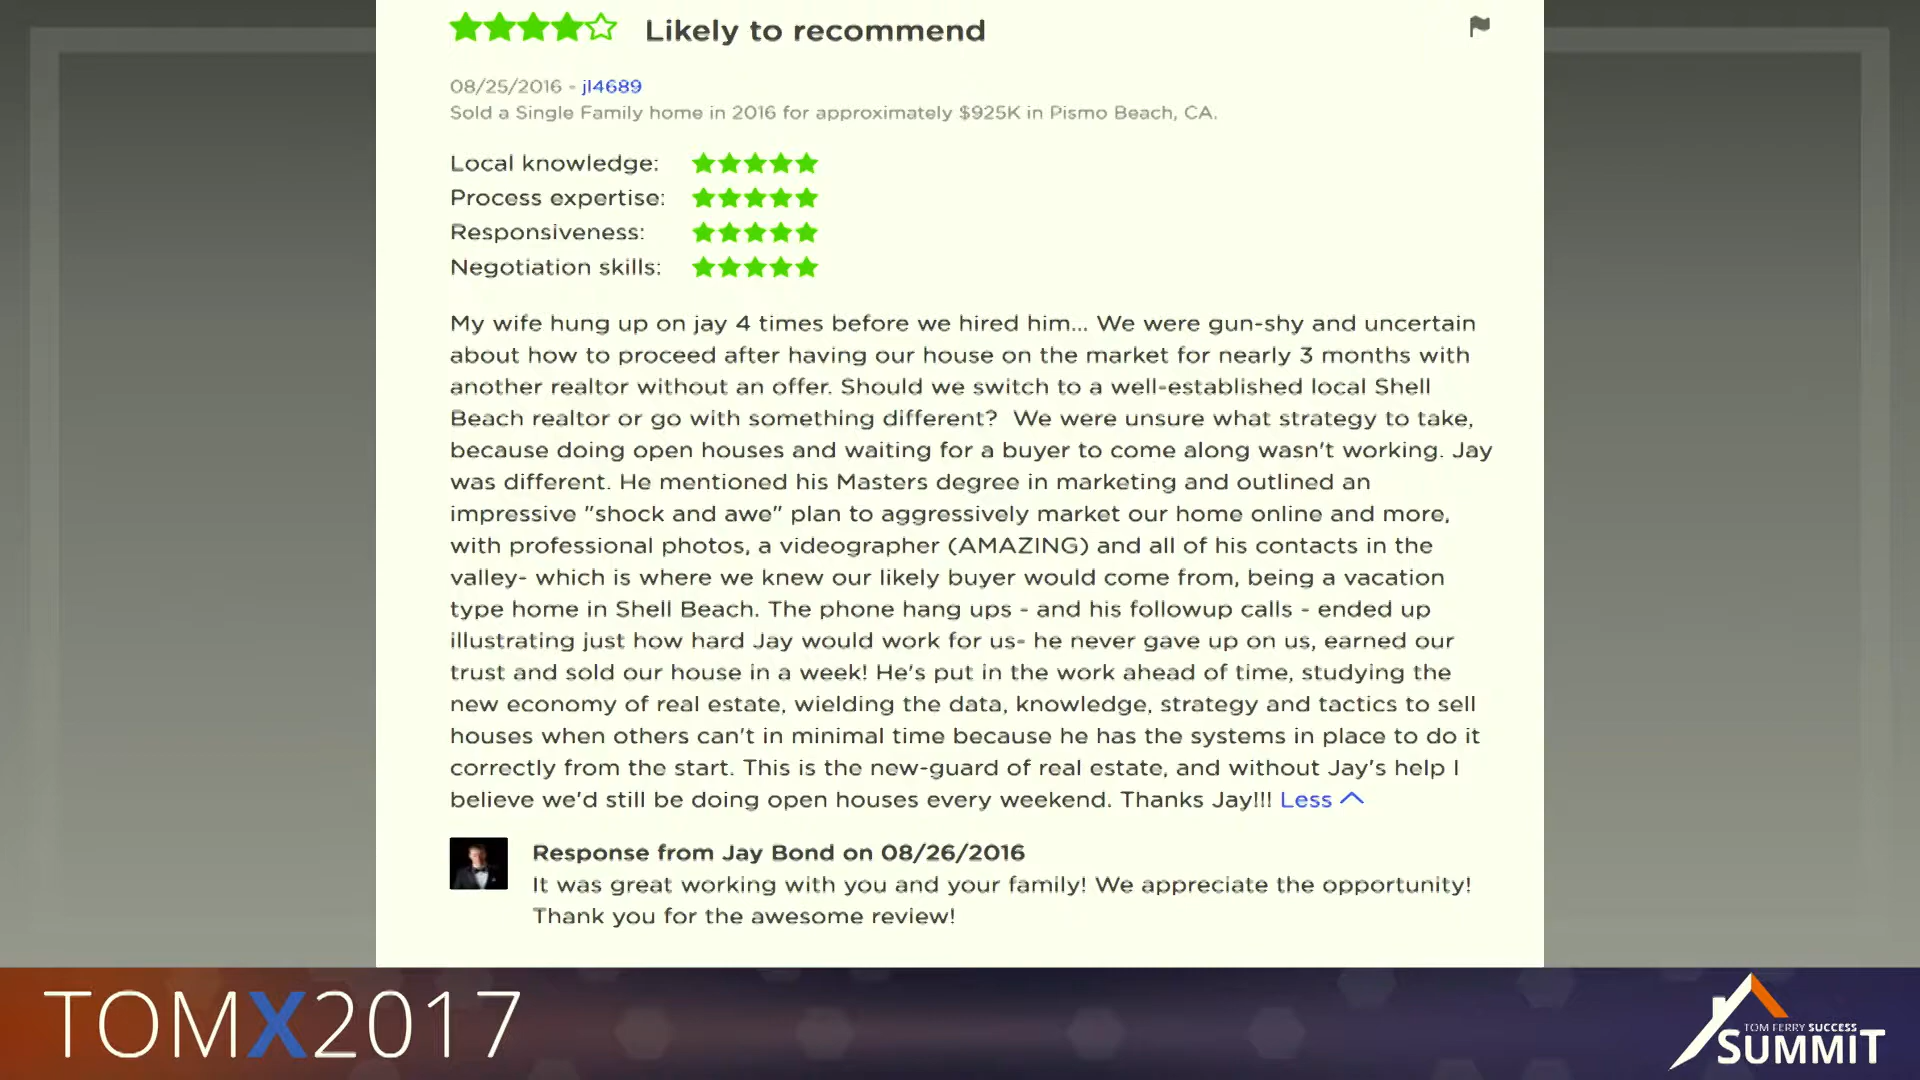 Likely to recommend
08/25/2016 - jl4689
Sold a Single Family home in 2016 for approximately $925K in Pismo Beach, CA.
Local knowledge:
Process expertise:
Responsiveness:
Negotiation skills:
My wife hung up on jay 4 times before we hired him... We were gun-shy and uncertain
about how to proceed after having our house on the market for nearly 3 months with
another realtor without an offer. Should we switch to a well-established local Shell
Beach realtor or go with something different?  We were unsure what strategy to take,
because doing open houses and waiting for a buyer to come along wasn't working. Jay
was different. He mentioned his Masters degree in marketing and outlined an
impressive "shock and awe" plan to aggressively market our home online and more,
with professional photos, a videographer (AMAZING) and all of his contacts in the
valley- which is where we knew our likely buyer would come from, being a vacation
type home in Shell Beach. The phone hang ups - and his followup calls - ended up
illustrating just how hard Jay would work for us- he never gave up on us, earned our
trust and sold our house in a week! He's put in the work ahead of time, studying the
new economy of real estate, wielding the data, knowledge, strategy and tactics to sell
houses when others can't in minimal time because he has the systems in place to do it
correctly from the start. This is the new-guard of real estate, and without Jay's help I
believe we'd still be doing open houses every weekend. Thanks Jay!!! Less
Response from Jay Bond on 08/26/2016
It was great working with you and your family! We appreciate the opportunity!
Thank you for the awesome review!
TOMX2017
TOM FERRY SUCCESS
SUMMIT